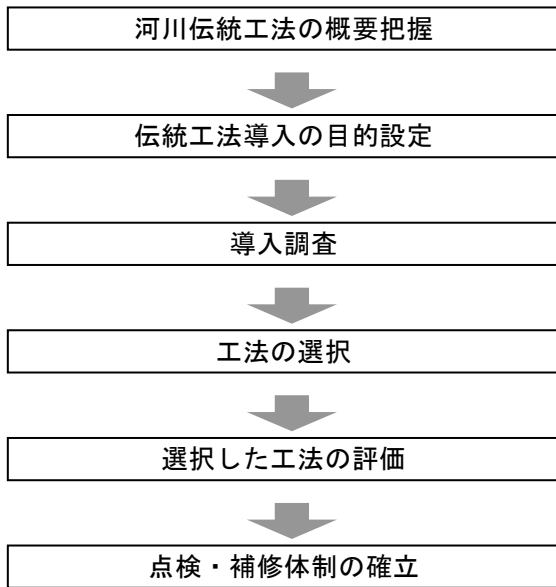 河川伝統工法の概要把握
伝統工法導入の目的設定
導入調査
工法の選択
選択した工法の評価
点検・補修体制の確立